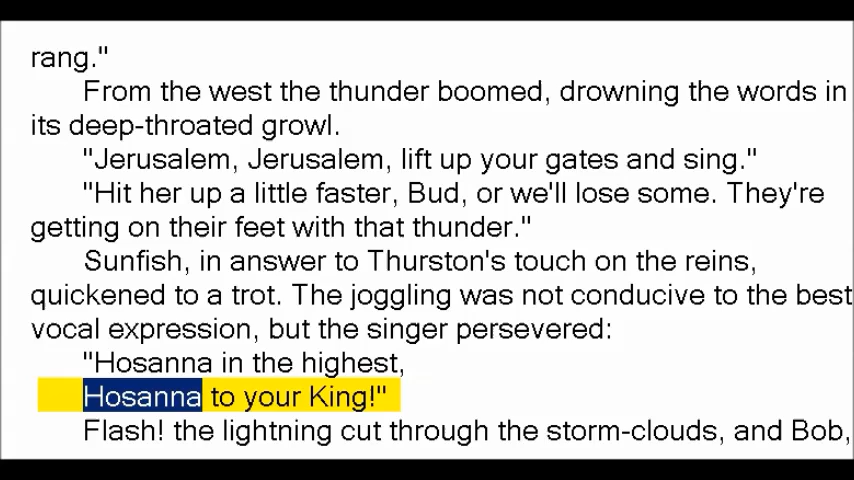 rang."
From the west the thunder boomed, drowning the words in
its deep-throated growl.
"Jerusalem, Jerusalem, lift up your gates and sing."
"Hit her up a little faster, Bud, or we'll lose some. They're
getting on their feet with that thunder."
Sunfish, in answer to Thurston's touch on the reins,
quickened to a trot. The joggling was not conducive to the best
vocal expression, but the singer persevered:
"Hosanna in the highest,
Hosanna to your King!"
Flash! the lightning cut through the storm-clouds, and Bob,